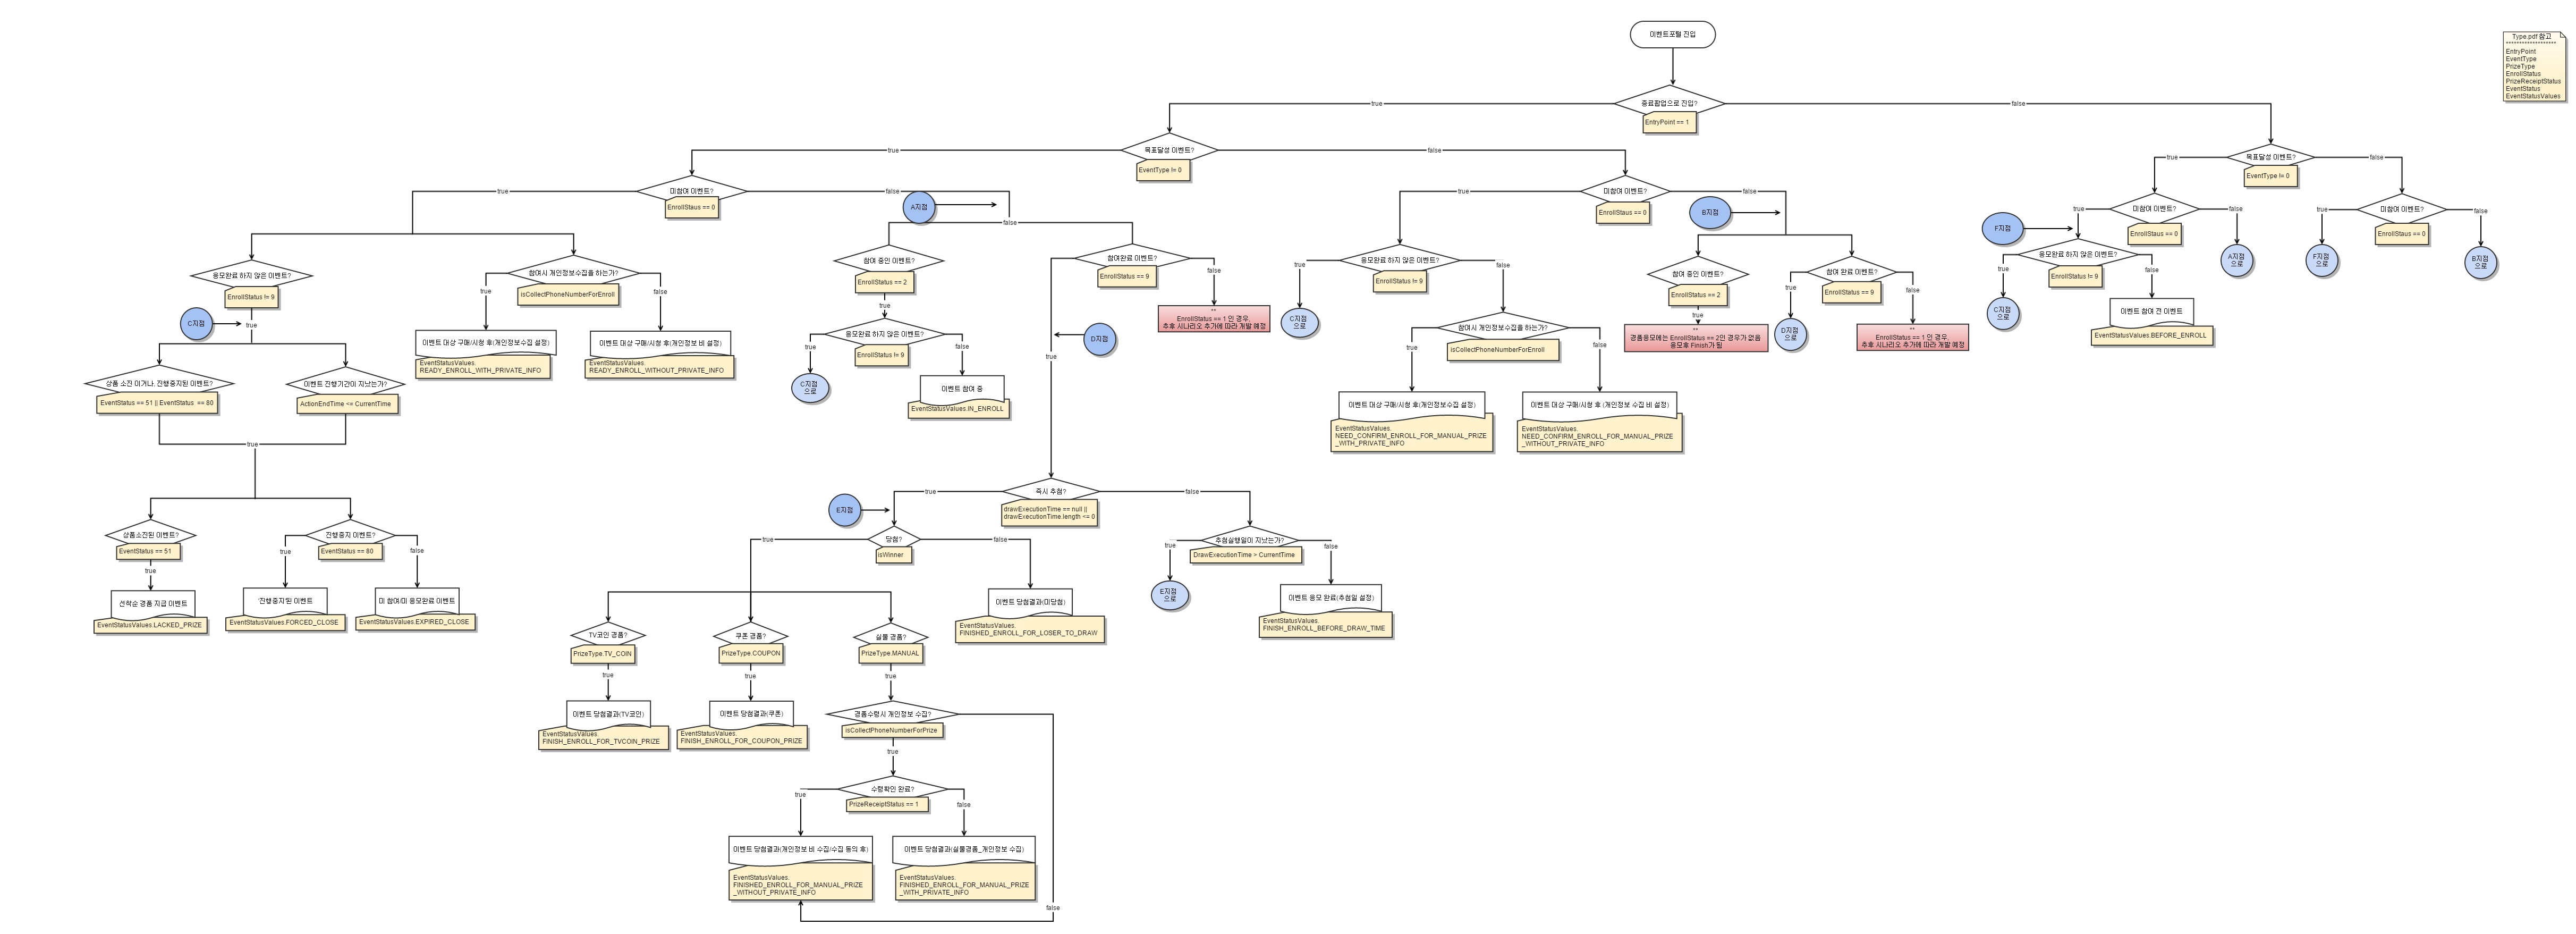 이벤트포털 진입
Type.pdf 참고
********************
EntryPoint
EventType
PrizeType
EnrollStatus
PrizeReceiptStatus
EventStatus
EventStatusValues
종료팝업으로 진입?
EntryPoint == 1
true
false
목표달성 이벤트?
EventType != 0
true
false
목표달성 이벤트?
EventType != 0
true
false
미참여 이벤트?
EnrollStaus == 0
true
false
A지점
false
미참여 이벤트?
EnrollStaus == 0
true
false
B지점
미참여 이벤트?
EnrollStaus == 0
true
false
미참여 이벤트?
EnrollStaus == 0
true
false
F지점
A지점
으로
F지점
으로
B지점
으로
응모완료 하지 않은 이벤트?
EnrollStatus != 9
true
C지점
참여시 개인정보수집을 하는가?
isCollectPhoneNumberForEnroll
true
false
참여 중인 이벤트?
EnrollStatus == 2
true
참여완료 이벤트?
EnrollStatus == 9
true
false
**
EnrollStatus == 1 인 경우,
추후 시나리오 추가에 따라 개발 예정
D지점
응모완료 하지 않은 이벤트?
EnrollStatus != 9
true
false
C지점
으로
참여 중인 이벤트?
EnrollStatus == 2
true
**
경품응모에는 EnrollStatus == 2인 경우가 없음
응모후 Finish가 됨
참여 완료 이벤트?
EnrollStatus == 9
true
false
D지점
으로
**
EnrollStatus == 1 인 경우,
추후 시나리오 추가에 따라 개발 예정
응모완료 하지 않은 이벤트?
EnrollStatus != 9
true
false
C지점
으로
이벤트 참여 전 이벤트
EventStatusValues.BEFORE_ENROLL
이벤트 대상 구매/시청 후(개인정보수집 설정)
EventStatusValues.
READY_ENROLL_WITH_PRIVATE_INFO
이벤트 대상 구매/시청 후(개인정보 비 설정)
EventStatusValues.
READY_ENROLL_WITHOUT_PRIVATE_INFO
응모완료 하지 않은 이벤트?
EnrollStatus != 9
true
false
C지점
으로
이벤트 참여 중
EventStatusValues.IN_ENROLL
참여시 개인정보수집을 하는가?
isCollectPhoneNumberForEnroll
true
false
이벤트 대상 구매/시청 후(개인정보수집 설정)
EventStatusValues.
NEED_CONFIRM_ENROLL_FOR_MANUAL_PRIZE
_WITH_PRIVATE_INFO
이벤트 대상 구매/시청 후 (개인정보 수집 비 설정)
EventStatusValues.
NEED_CONFIRM_ENROLL_FOR_MANUAL_PRIZE
_WITHOUT_PRIVATE_INFO
상품 소진 이거나, 진행중지된 이벤트?
EventStatus == 51 || EventStatus == 80
이벤트 진행기간이 지났는가?
ActionEndTime <= CurrentTime
true
상품소진된 이벤트?
EventStatus == 51
true
선착순 경품 지급 이벤트
EventStatusValues.LACKED_PRIZE
진행중지 이벤트?
EventStatus == 80
true
false
'진행중지'된 이벤트
EventStatusValues.FORCED_CLOSE
미 참여/미 응모완료 이벤트
EventStatusValues.EXPIRED_CLOSE
즉시 추첨?
drawExecutionTime == null ||
drawExecutionTime.length <= 0
true
false
E지점
당첨?
isWinner
true
false
추첨실행일이 지났는가?
DrawExecutionTime > CurrentTime
true
false
E지점
으로
이벤트 응모 완료(추첨일 설정)
EventStatusValues.
FINISH_ENROLL_BEFORE_DRAW_TIME
이벤트 당첨결과(미당첨)
EventStatusValues.
FINISHED_ENROLL_FOR_LOSER_TO_DRAW
TV코인 경품?
PrizeType.TV_COIN
true
쿠폰 경품?
PrizeType.COUPON
true
실물 경품?
PrizeType.MANUAL
true
이벤트 당첨결과(TV코인)
EventStatusValues.
FINISH_ENROLL_FOR_TVCOIN_PRIZE
이벤트 당첨결과(쿠폰)
EventStatusValues.
FINISH_ENROLL_FOR_COUPON_PRIZE
경품수령시 개인정보 수집?
isCollectPhoneNumberForPrize
true
false
수령확인 완료?
PrizeReceiptStatus == 1
true
false
이벤트 당첨결과(개인정보 비 수집/수집 동의 후)
EventStatusValues.
FINISHED_ENROLL_FOR_MANUAL_PRIZE
_WITHOUT_PRIVATE_INFO
이벤트 당첨결과(실물경품_개인정보 수집)
EventStatusValues.
FINISHED_ENROLL_FOR_MANUAL_PRIZE
_WITH_PRIVATE_INFO